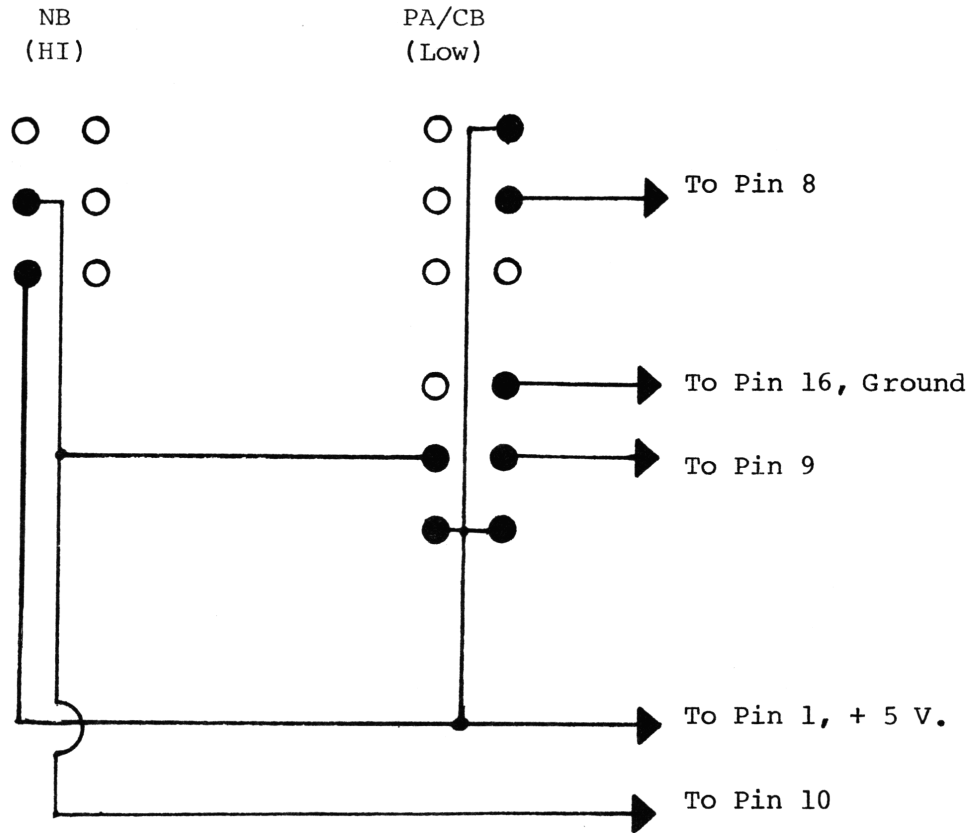 NB
(HI)
PA/CB
(Low)
To Pin 8
To Pin 16, Ground
To Pin 9
To Pin 1, + 5 V.
To Pin 10